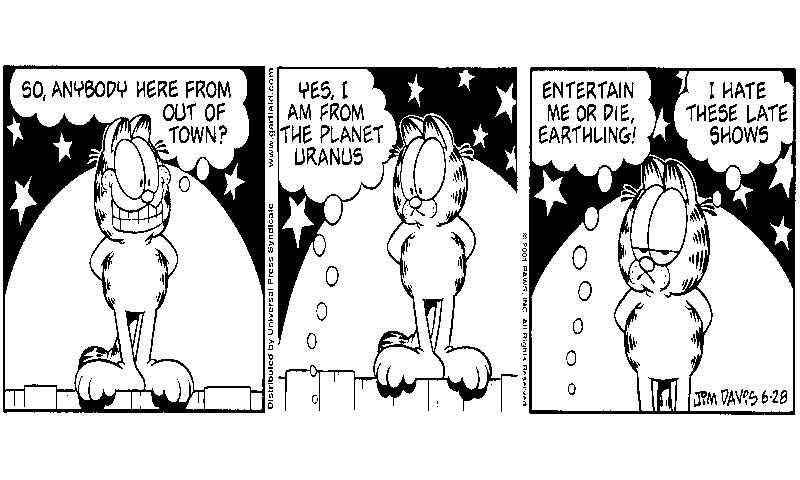 SO, ANYBODY HERE FROM
OUT OF
TOWN?
www.garfield.com
Distributed by Universal Press Syndicate
YES, I
AM FROM
THE PLANET
URANUS
© 2001 PAWS, INC. All Rights Reserved.
ENTERTAIN
ME OR DIE,
EARTHLING!
I HATE
THESE LATE
SHOWS
JIM DAVIS 6-28